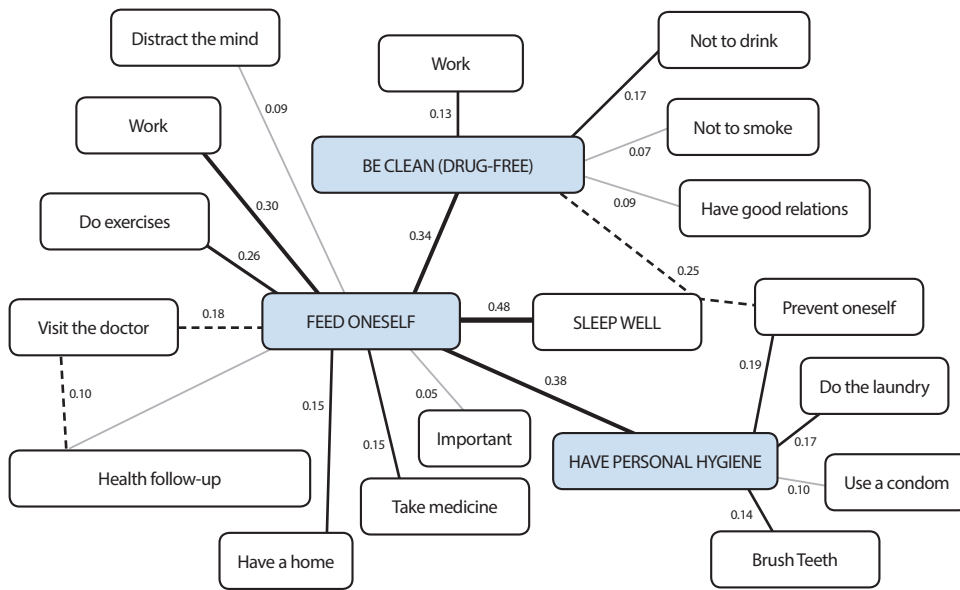 Distract the mind
Work
Not to drink
0.17
0.09
0.13
Work
Not to smoke
0.07
BE CLEAN (DRUG-FREE)
0.30
0.09
Have good relations
Do exercises
0.34
0.26
0.25
Visit the doctor
0.18
FEED ONESELF
0.48
SLEEP WELL
Prevent oneself
0.10
0.15
0.05
0.38
0.19
Do the laundry
Important
0.15
0.17
Health follow-up
HAVE PERSONAL HYGIENE
Use a condom
0.10
Take medicine
0.14
Have a home
Brush Teeth